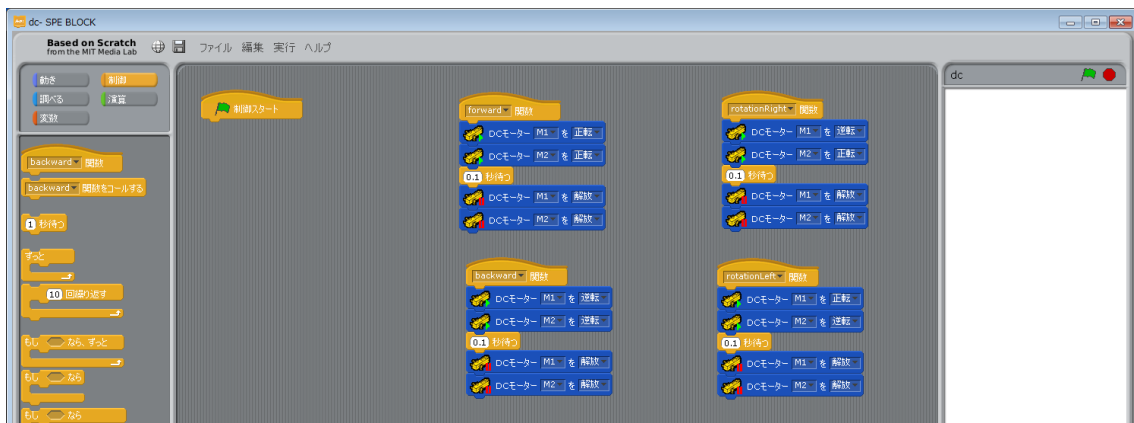 dc- SPE BLOCK
Based on Scratch
from the MIT Media Lab
ファイル 編集 実行 ヘルプ
動き 制御
調べる 演算
変数
backward 関数
backward 関数をコールする
1 秒待つ
ずっと
10 回繰り返す
もし なら、ずっと
もし なら
もし なら
制御スタート
forward 関数
DCモーター M1 を 正転
DCモーター M2 を 正転
0.1 秒待つ
DCモーター M1 を 解放
DCモーター M2 を 解放
backward 関数
DCモーター M1 を 逆転
DCモーター M2 を 逆転
0.1 秒待つ
DCモーター M1 を 解放
DCモーター M2 を 解放
rotationRight 関数
DCモーター M1 を 逆転
DCモーター M2 を 正転
0.1 秒待つ
DCモーター M1 を 解放
DCモーター M2 を 解放
rotationLeft 関数
DCモーター M1 を 正転
DCモーター M2 を 逆転
0.1 秒待つ
DCモーター M1 を 解放
DCモーター M2 を 解放
dc